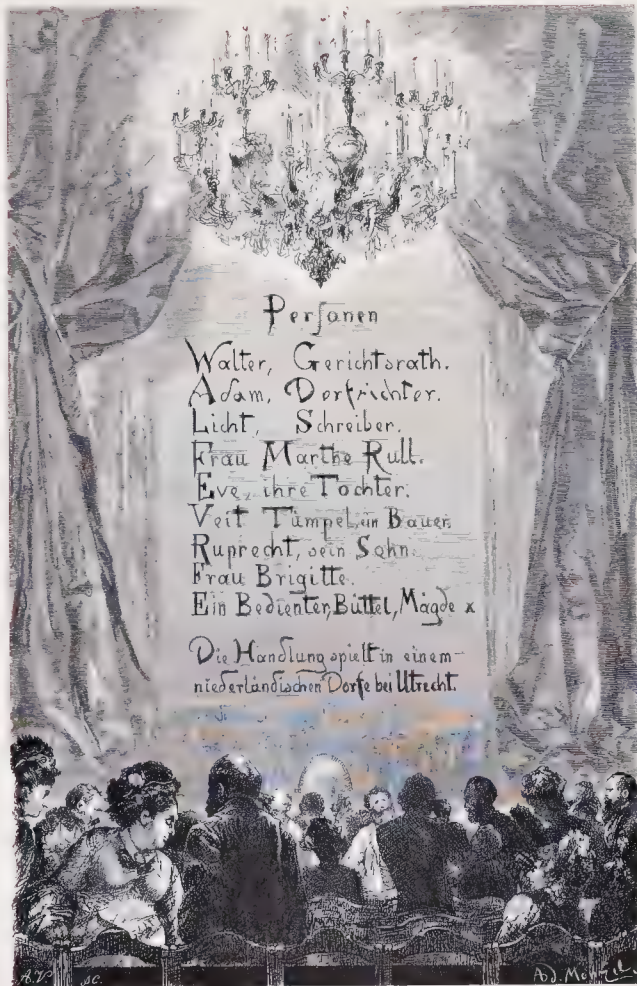 Personen
Walter, Gerichtsrath.
Adam, Dorfrichter.
Licht, Schreiber.
Frau Marthe Rull.
Eve, ihre Tochter.
Veit Tümpel, ein Bauer.
Ruprecht, sein Sohn.
Frau Brigitte.
Ein Bedienter, Büttel, Mägde x
Die Handlung spielt in einem
niederländischen Dorfe bei Utrecht.
A.V. sc.
Ad. Menzel